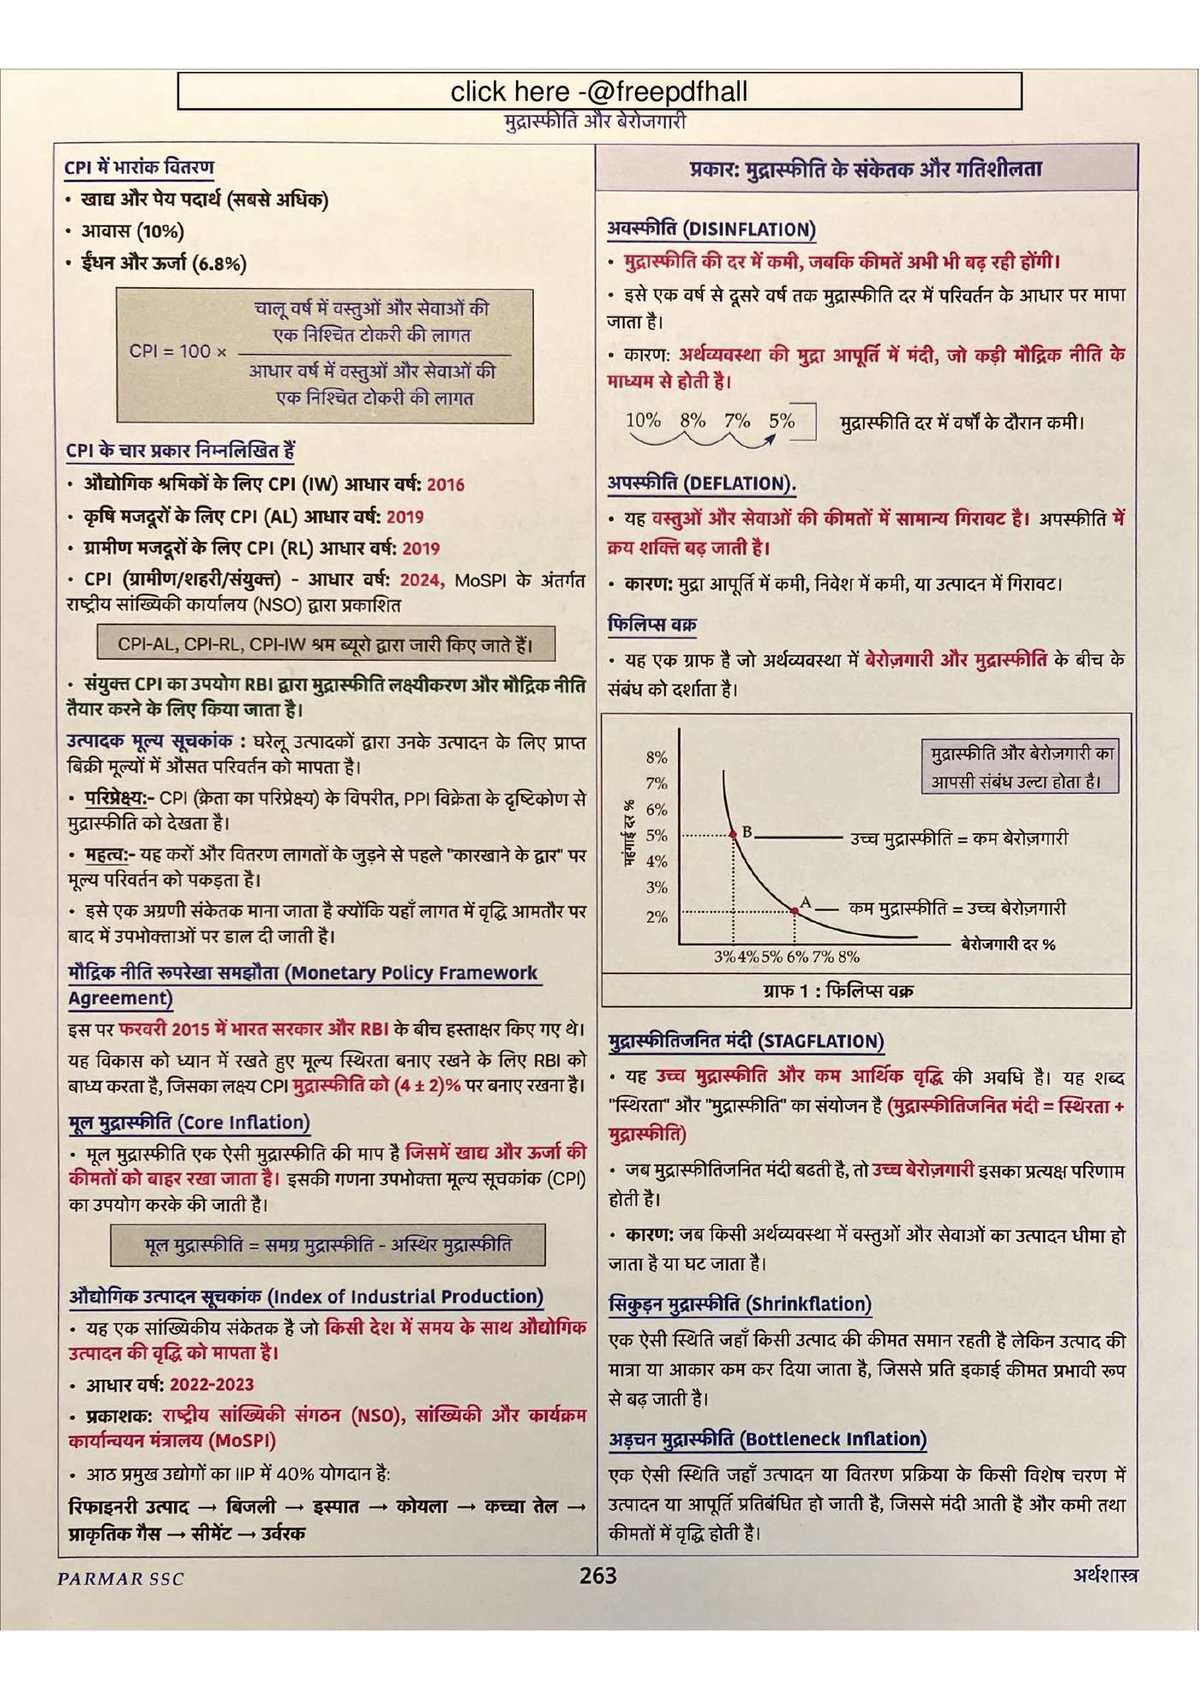 click here -@freepdfhall
मुद्रास्फीति और बेरोजगारी
CPI में भारांक वितरण
• खाद्य और पेय पदार्थ (सबसे अधिक)
• आवास (10%)
• ईंधन और ऊर्जा (6.8%)
चालू वर्ष में वस्तुओं और सेवाओं की
एक निश्चित टोकरी की लागत
CPI = 100 ×
आधार वर्ष में वस्तुओं और सेवाओं की
एक निश्चित टोकरी की लागत
CPI के चार प्रकार निम्नलिखित हैं
• औद्योगिक श्रमिकों के लिए CPI (IW) आधार वर्ष: 2016
• कृषि मजदूरों के लिए CPI (AL) आधार वर्ष: 2019
• ग्रामीण मजदूरों के लिए CPI (RL) आधार वर्ष: 2019
• CPI (ग्रामीण/शहरी/संयुक्त) - आधार वर्ष: 2024, MoSPI के अंतर्गत
राष्ट्रीय सांख्यिकी कार्यालय (NSO) द्वारा प्रकाशित
CPI-AL, CPI-RL, CPI-IW श्रम ब्यूरो द्वारा जारी किए जाते हैं।
• संयुक्त CPI का उपयोग RBI द्वारा मुद्रास्फीति लक्ष्यीकरण और मौद्रिक नीति
तैयार करने के लिए किया जाता है।
उत्पादक मूल्य सूचकांक : घरेलू उत्पादकों द्वारा उनके उत्पादन के लिए प्राप्त
बिक्री मूल्यों में औसत परिवर्तन को मापता है।
• परिप्रेक्ष्य:- CPI (क्रेता का परिप्रेक्ष्य) के विपरीत, PPI विक्रेता के दृष्टिकोण से
मुद्रास्फीति को देखता है।
• महत्व:- यह करों और वितरण लागतों के जुड़ने से पहले "कारखाने के द्वार" पर
मूल्य परिवर्तन को पकड़ता है।
• इसे एक अग्रणी संकेतक माना जाता है क्योंकि यहाँ लागत में वृद्धि आमतौर पर
बाद में उपभोक्ताओं पर डाल दी जाती है।
मौद्रिक नीति रूपरेखा समझौता (Monetary Policy Framework
Agreement)
इस पर फरवरी 2015 में भारत सरकार और RBI के बीच हस्ताक्षर किए गए थे।
यह विकास को ध्यान में रखते हुए मूल्य स्थिरता बनाए रखने के लिए RBI को
बाध्य करता है, जिसका लक्ष्य CPI मुद्रास्फीति को (4 ± 2)% पर बनाए रखना है।
मूल मुद्रास्फीति (Core Inflation)
• मूल मुद्रास्फीति एक ऐसी मुद्रास्फीति की माप है जिसमें खाद्य और ऊर्जा की
कीमतों को बाहर रखा जाता है। इसकी गणना उपभोक्ता मूल्य सूचकांक (CPI)
का उपयोग करके की जाती है।
मूल मुद्रास्फीति = समग्र मुद्रास्फीति - अस्थिर मुद्रास्फीति
औद्योगिक उत्पादन सूचकांक (Index of Industrial Production)
• यह एक सांख्यिकीय संकेतक है जो किसी देश में समय के साथ औद्योगिक
उत्पादन की वृद्धि को मापता है।
• आधार वर्ष: 2022-2023
• प्रकाशक: राष्ट्रीय सांख्यिकी संगठन (NSO), सांख्यिकी और कार्यक्रम
कार्यान्वयन मंत्रालय (MoSPI)
• आठ प्रमुख उद्योगों का IIP में 40% योगदान है:
रिफाइनरी उत्पाद → बिजली → इस्पात → कोयला → कच्चा तेल →
प्राकृतिक गैस → सीमेंट → उर्वरक
प्रकार: मुद्रास्फीति के संकेतक और गतिशीलता
अवस्फीति (DISINFLATION)
• मुद्रास्फीति की दर में कमी, जबकि कीमतें अभी भी बढ़ रही होंगी।
• इसे एक वर्ष से दूसरे वर्ष तक मुद्रास्फीति दर में परिवर्तन के आधार पर मापा
जाता है।
• कारण: अर्थव्यवस्था की मुद्रा आपूर्ति में मंदी, जो कड़ी मौद्रिक नीति के
माध्यम से होती है।
10% 8% 7% 5% मुद्रास्फीति दर में वर्षों के दौरान कमी।
अपस्फीति (DEFLATION).
• यह वस्तुओं और सेवाओं की कीमतों में सामान्य गिरावट है। अपस्फीति में
क्रय शक्ति बढ़ जाती है।
• कारण: मुद्रा आपूर्ति में कमी, निवेश में कमी, या उत्पादन में गिरावट।
फिलिप्स वक्र
• यह एक ग्राफ है जो अर्थव्यवस्था में बेरोज़गारी और मुद्रास्फीति के बीच के
संबंध को दर्शाता है।
मुद्रास्फीति और बेरोज़गारी का
आपसी संबंध उल्टा होता है।
महंगाई दर %
8%
7%
6%
5%
4%
3%
2%
B उच्च मुद्रास्फीति = कम बेरोज़गारी
A कम मुद्रास्फीति = उच्च बेरोज़गारी
बेरोजगारी दर %
3% 4% 5% 6% 7% 8%
ग्राफ 1 : फिलिप्स वक्र
मुद्रास्फीतिजनित मंदी (STAGFLATION)
• यह उच्च मुद्रास्फीति और कम आर्थिक वृद्धि की अवधि है। यह शब्द
"स्थिरता" और "मुद्रास्फीति" का संयोजन है (मुद्रास्फीतिजनित मंदी = स्थिरता +
मुद्रास्फीति)
• जब मुद्रास्फीतिजनित मंदी बढती है, तो उच्च बेरोज़गारी इसका प्रत्यक्ष परिणाम
होती है।
• कारण: जब किसी अर्थव्यवस्था में वस्तुओं और सेवाओं का उत्पादन धीमा हो
जाता है या घट जाता है।
सिकुड़न मुद्रास्फीति (Shrinkflation)
एक ऐसी स्थिति जहाँ किसी उत्पाद की कीमत समान रहती है लेकिन उत्पाद की
मात्रा या आकार कम कर दिया जाता है, जिससे प्रति इकाई कीमत प्रभावी रूप
से बढ़ जाती है।
अड़चन मुद्रास्फीति (Bottleneck Inflation)
एक ऐसी स्थिति जहाँ उत्पादन या वितरण प्रक्रिया के किसी विशेष चरण में
उत्पादन या आपूर्ति प्रतिबंधित हो जाती है, जिससे मंदी आती है और कमी तथा
कीमतों में वृद्धि होती है।
PARMAR SSC
263
अर्थशास्त्र